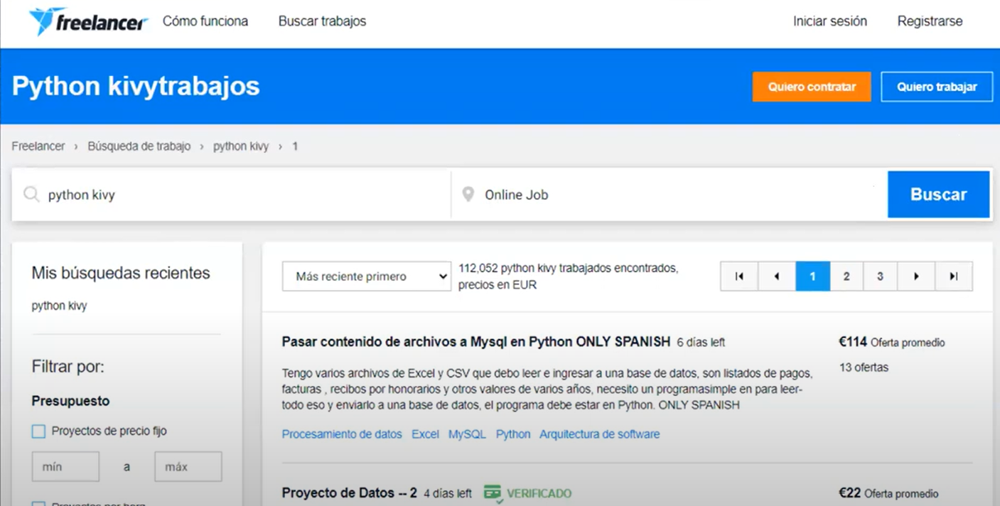 freelancer Cómo funciona Buscar trabajos Iniciar sesión Registrarse
Python kivytrabajos Quiero contratar Quiero trabajar
Freelancer › Búsqueda de trabajo › python kivy › 1
python kivy Online Job Buscar
Mis búsquedas recientes
python kivy
Filtrar por:
Presupuesto
Proyectos de precio fijo
mín a máx
Más reciente primero
112,052 python kivy trabajados encontrados,
precios en EUR
1 2 3
Pasar contenido de archivos a Mysql en Python ONLY SPANISH 6 días left
€114 Oferta promedio
13 ofertas
Tengo varios archivos de Excel y CSV que debo leer e ingresar a una base de datos, son listados de pagos,
facturas , recibos por honorarios y otros valores de varios años, necesito un programasimple en para leer-
todo eso y enviarlo a una base de datos, el programa debe estar en Python. ONLY SPANISH
Procesamiento de datos Excel MySQL Python Arquitectura de software
Proyecto de Datos -- 2 4 días left VERIFICADO
€22 Oferta promedio